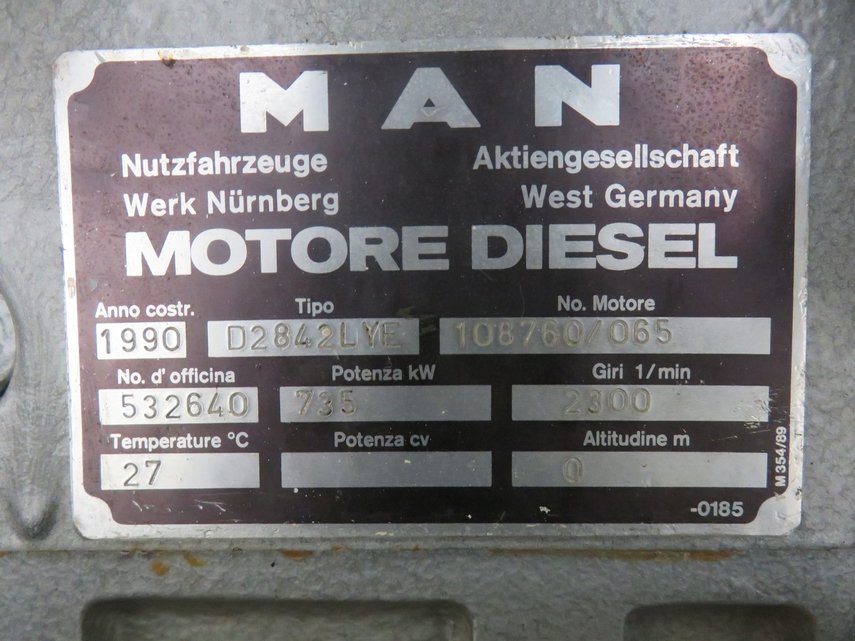 MAN
Nutzfahrzeuge Aktiengesellschaft
Werk Nürnberg West Germany
MOTORE DIESEL
Anno costr. Tipo No. Motore
1990 D2842LYE 108760/065
No. d'officina Potenza kW Giri 1/min
532640 735 2300
Temperature °C Potenza cv Altitudine m
27 0
M 354/89
-0185